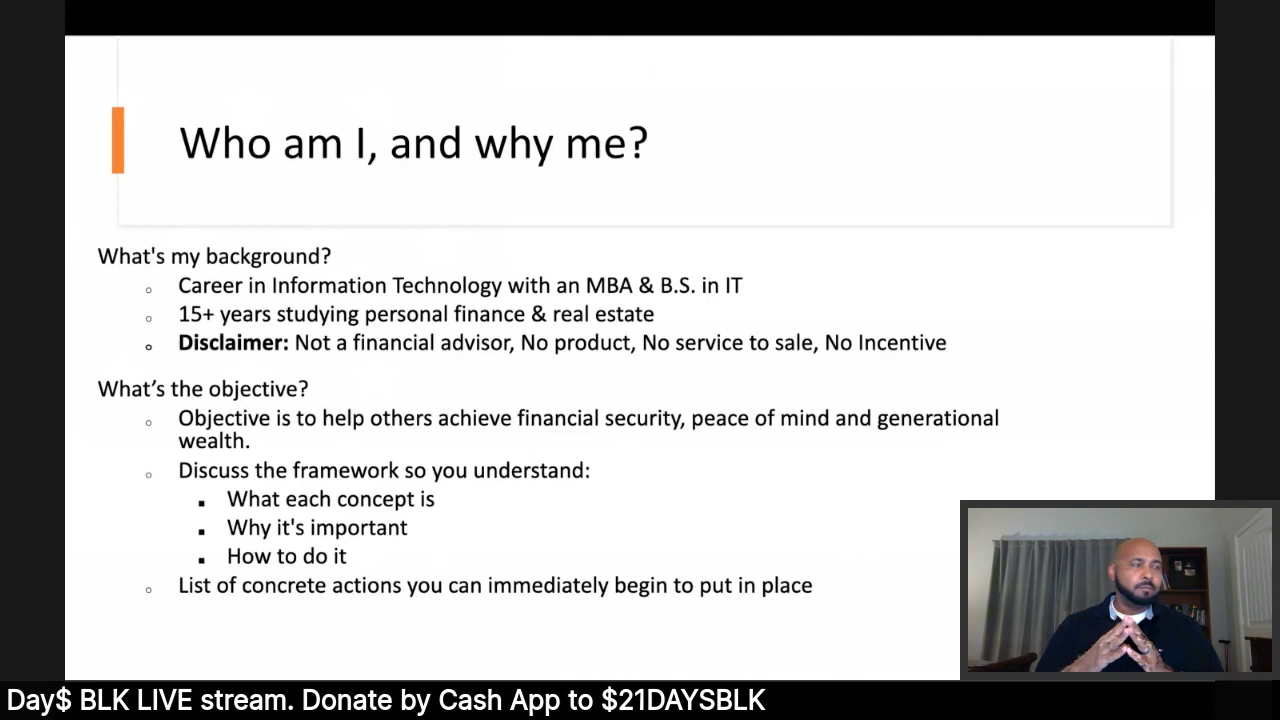 Who am I, and why me?
What's my background?
Career in Information Technology with an MBA & B.S. in IT
15+ years studying personal finance & real estate
Disclaimer: Not a financial advisor, No product, No service to sale, No Incentive
What's the objective?
Objective is to help others achieve financial security, peace of mind and generational
wealth.
Discuss the framework so you understand:
What each concept is
Why it's important
How to do it
List of concrete actions you can immediately begin to put in place
Day$ BLK LIVE stream. Donate by Cash App to $21DAYSBLK